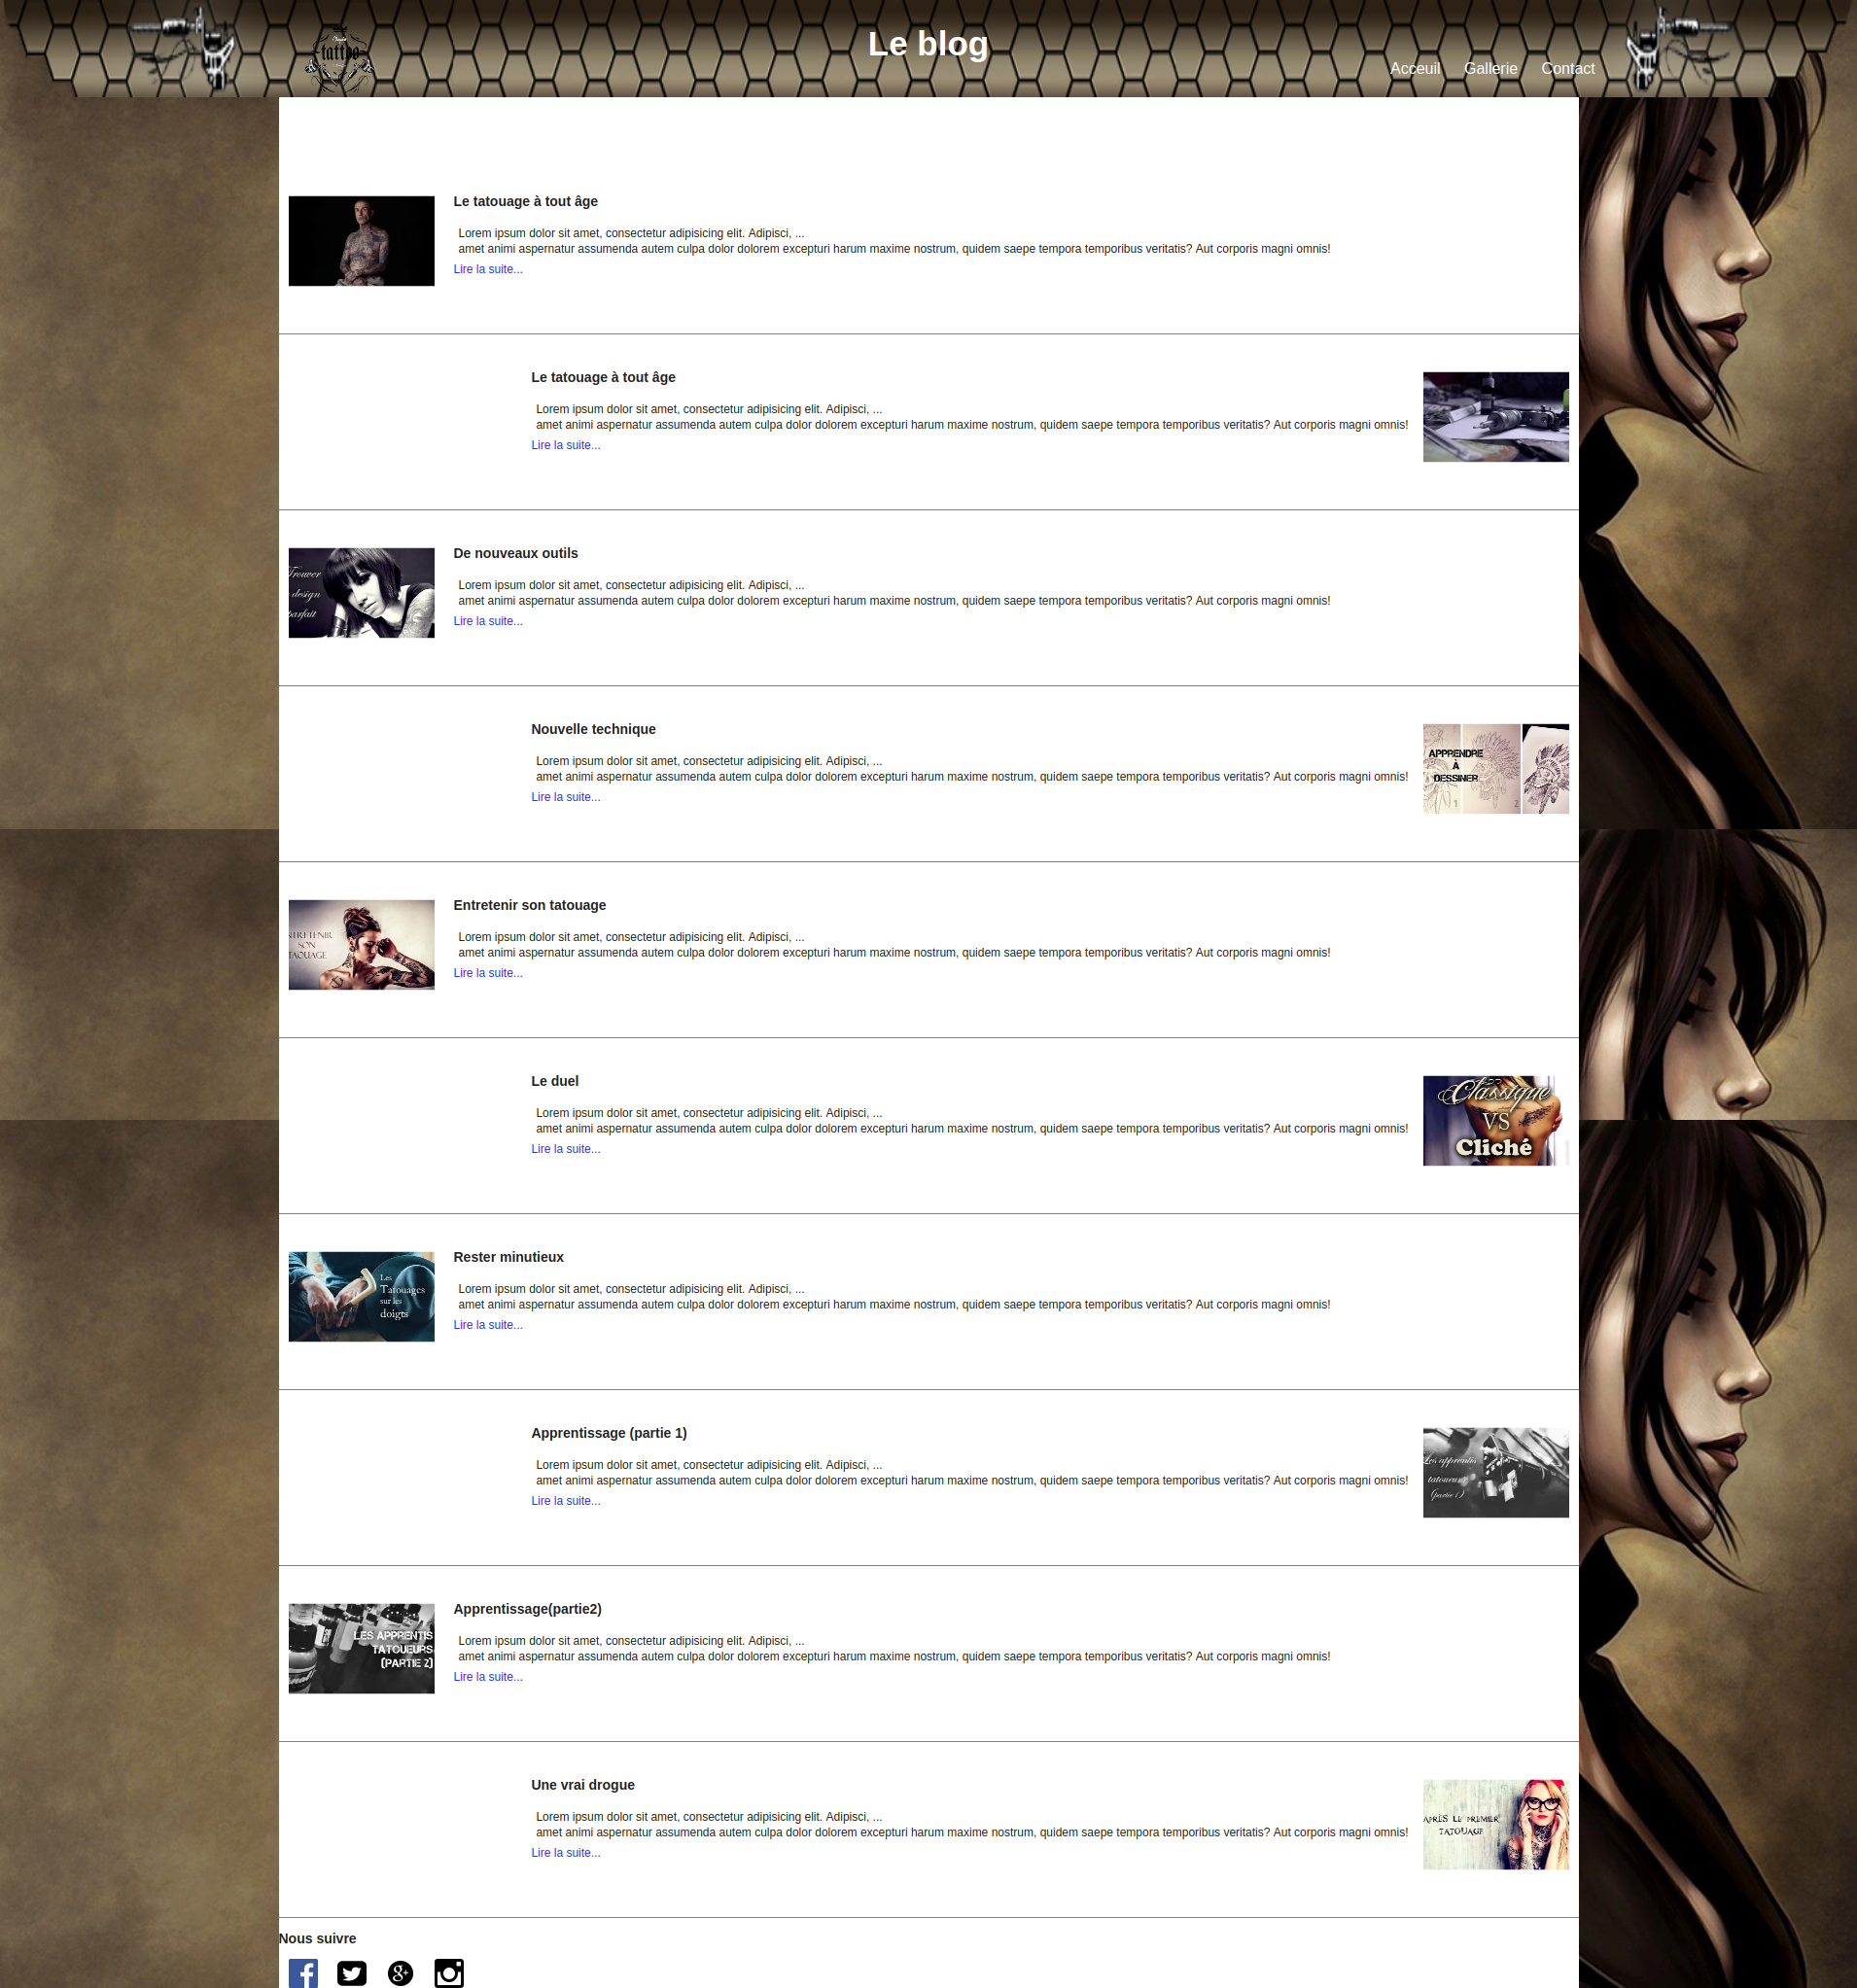 tattoo
Le blog
Acceuil Gallerie Contact
Le tatouage à tout âge
Lorem ipsum dolor sit amet, consectetur adipisicing elit. Adipisci, ...
amet animi aspernatur assumenda autem culpa dolor dolorem excepturi harum maxime nostrum, quidem saepe tempora temporibus veritatis? Aut corporis magni omnis!
Lire la suite...
Le tatouage à tout âge
Lorem ipsum dolor sit amet, consectetur adipisicing elit. Adipisci, ...
amet animi aspernatur assumenda autem culpa dolor dolorem excepturi harum maxime nostrum, quidem saepe tempora temporibus veritatis? Aut corporis magni omnis!
Lire la suite...
Trouver
design
parfait
De nouveaux outils
Lorem ipsum dolor sit amet, consectetur adipisicing elit. Adipisci, ...
amet animi aspernatur assumenda autem culpa dolor dolorem excepturi harum maxime nostrum, quidem saepe tempora temporibus veritatis? Aut corporis magni omnis!
Lire la suite...
Nouvelle technique
Lorem ipsum dolor sit amet, consectetur adipisicing elit. Adipisci, ...
amet animi aspernatur assumenda autem culpa dolor dolorem excepturi harum maxime nostrum, quidem saepe tempora temporibus veritatis? Aut corporis magni omnis!
Lire la suite...
APPRENDRE
À
DESSINER
1 2
NTRETENIR
SON
TAOUAGE
Entretenir son tatouage
Lorem ipsum dolor sit amet, consectetur adipisicing elit. Adipisci, ...
amet animi aspernatur assumenda autem culpa dolor dolorem excepturi harum maxime nostrum, quidem saepe tempora temporibus veritatis? Aut corporis magni omnis!
Lire la suite...
Le duel
Lorem ipsum dolor sit amet, consectetur adipisicing elit. Adipisci, ...
amet animi aspernatur assumenda autem culpa dolor dolorem excepturi harum maxime nostrum, quidem saepe tempora temporibus veritatis? Aut corporis magni omnis!
Lire la suite...
Classique
VS
Cliché
Les
Tatouages
sur les
doigts
Rester minutieux
Lorem ipsum dolor sit amet, consectetur adipisicing elit. Adipisci, ...
amet animi aspernatur assumenda autem culpa dolor dolorem excepturi harum maxime nostrum, quidem saepe tempora temporibus veritatis? Aut corporis magni omnis!
Lire la suite...
Apprentissage (partie 1)
Lorem ipsum dolor sit amet, consectetur adipisicing elit. Adipisci, ...
amet animi aspernatur assumenda autem culpa dolor dolorem excepturi harum maxime nostrum, quidem saepe tempora temporibus veritatis? Aut corporis magni omnis!
Lire la suite...
Les apprentis
tatoueurs
(partie 1)
LES APPRENTIS
TATOUEURS
(PARTIE 2)
Apprentissage(partie2)
Lorem ipsum dolor sit amet, consectetur adipisicing elit. Adipisci, ...
amet animi aspernatur assumenda autem culpa dolor dolorem excepturi harum maxime nostrum, quidem saepe tempora temporibus veritatis? Aut corporis magni omnis!
Lire la suite...
Une vrai drogue
Lorem ipsum dolor sit amet, consectetur adipisicing elit. Adipisci, ...
amet animi aspernatur assumenda autem culpa dolor dolorem excepturi harum maxime nostrum, quidem saepe tempora temporibus veritatis? Aut corporis magni omnis!
Lire la suite...
APRÈS LE PREMIER
TATOUAGE
Nous suivre